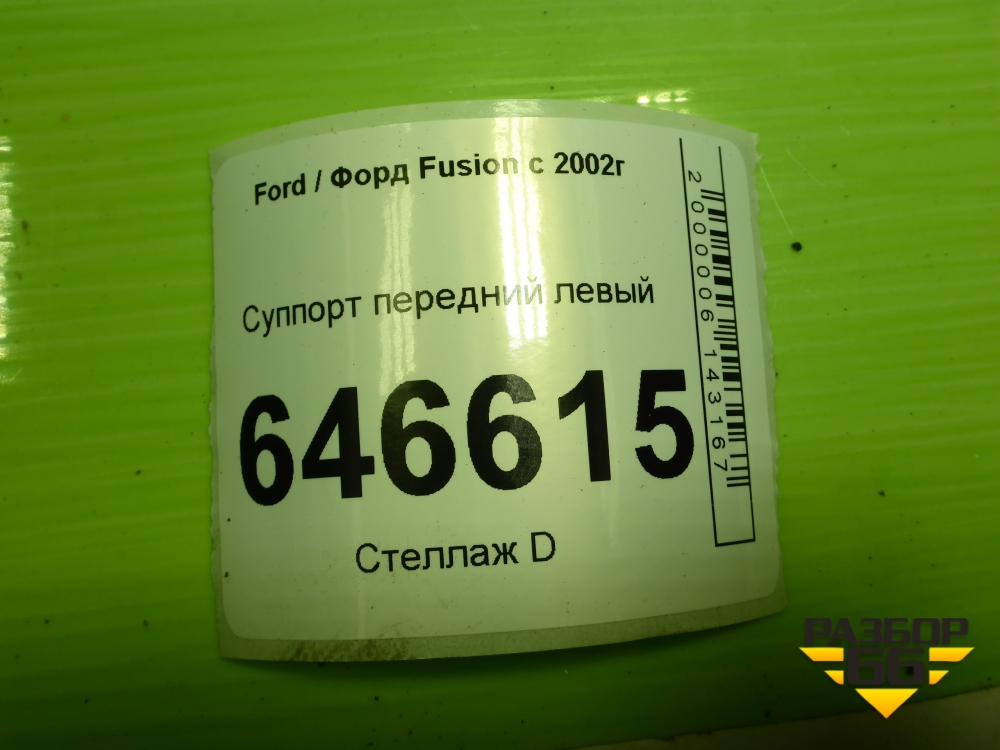 Ford / Форд Fusion с 2002г
Суппорт передний левый
646615
Стеллаж D
2000006143167
РАЗБОР
66